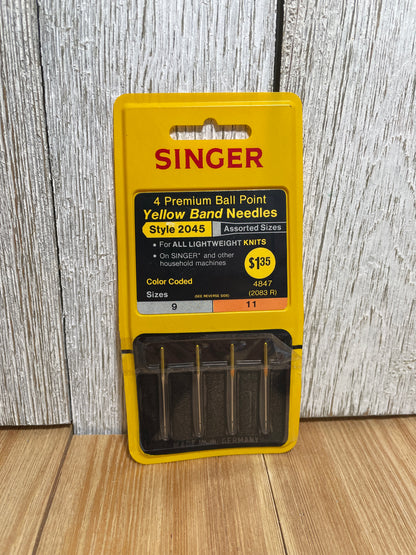 SINGER
4 Premium Ball Point
Yellow Band Needles
Style 2045 Assorted Sizes
• For ALL LIGHTWEIGHT KNITS
• On SINGER* and other
household machines
$1.35
Color Coded
4847
Sizes (SEE REVERSE SIDE) (2083 R)
9 11
MADE IN W. GERMANY